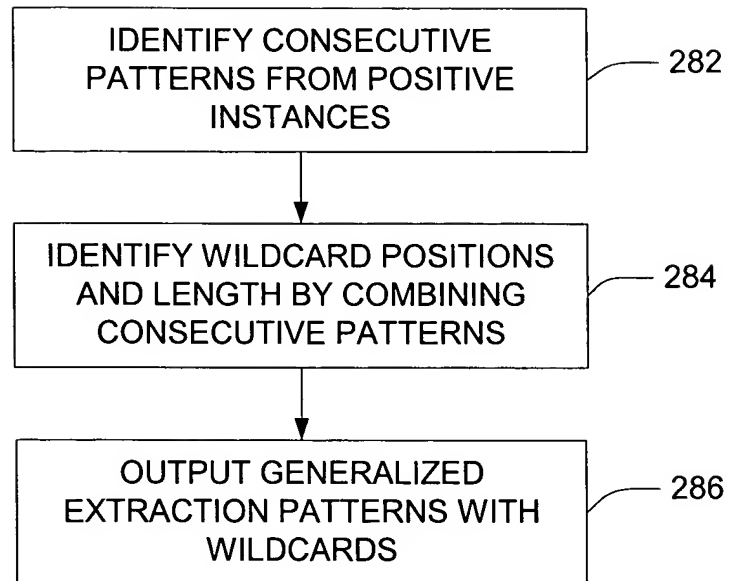 IDENTIFY CONSECUTIVE
PATTERNS FROM POSITIVE
INSTANCES
282
IDENTIFY WILDCARD POSITIONS
AND LENGTH BY COMBINING
CONSECUTIVE PATTERNS
284
OUTPUT GENERALIZED
EXTRACTION PATTERNS WITH
WILDCARDS
286